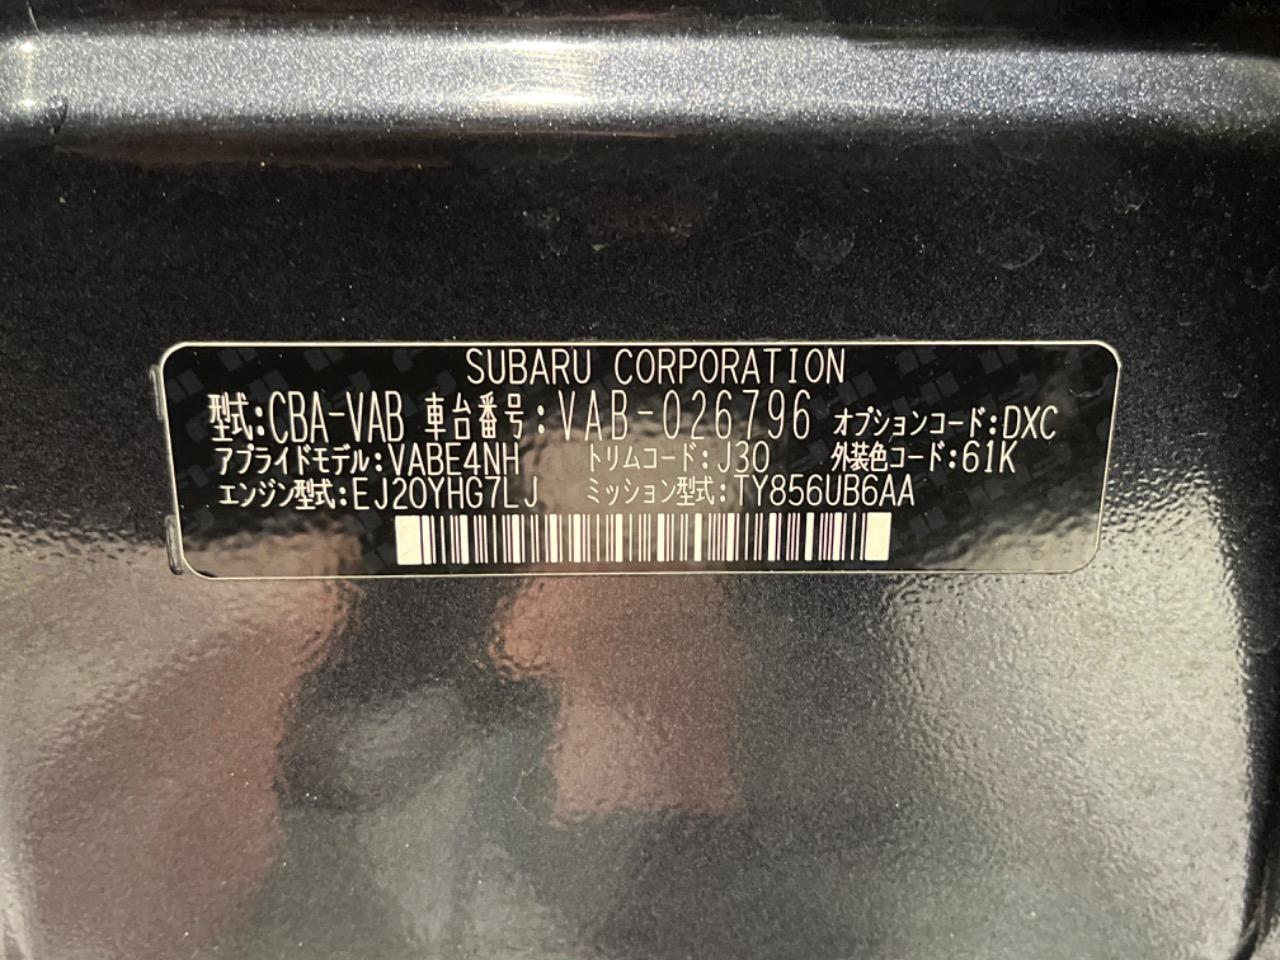 SUBARU CORPORATION
型式:CBA-VAB 車台番号:VAB-026796 オプションコード:DXC
アプライドモデル:VABE4NH トリムコード:J30 外装色コード:61K
エンジン型式:EJ20YHG7LJ ミッション型式:TY856UB6AA